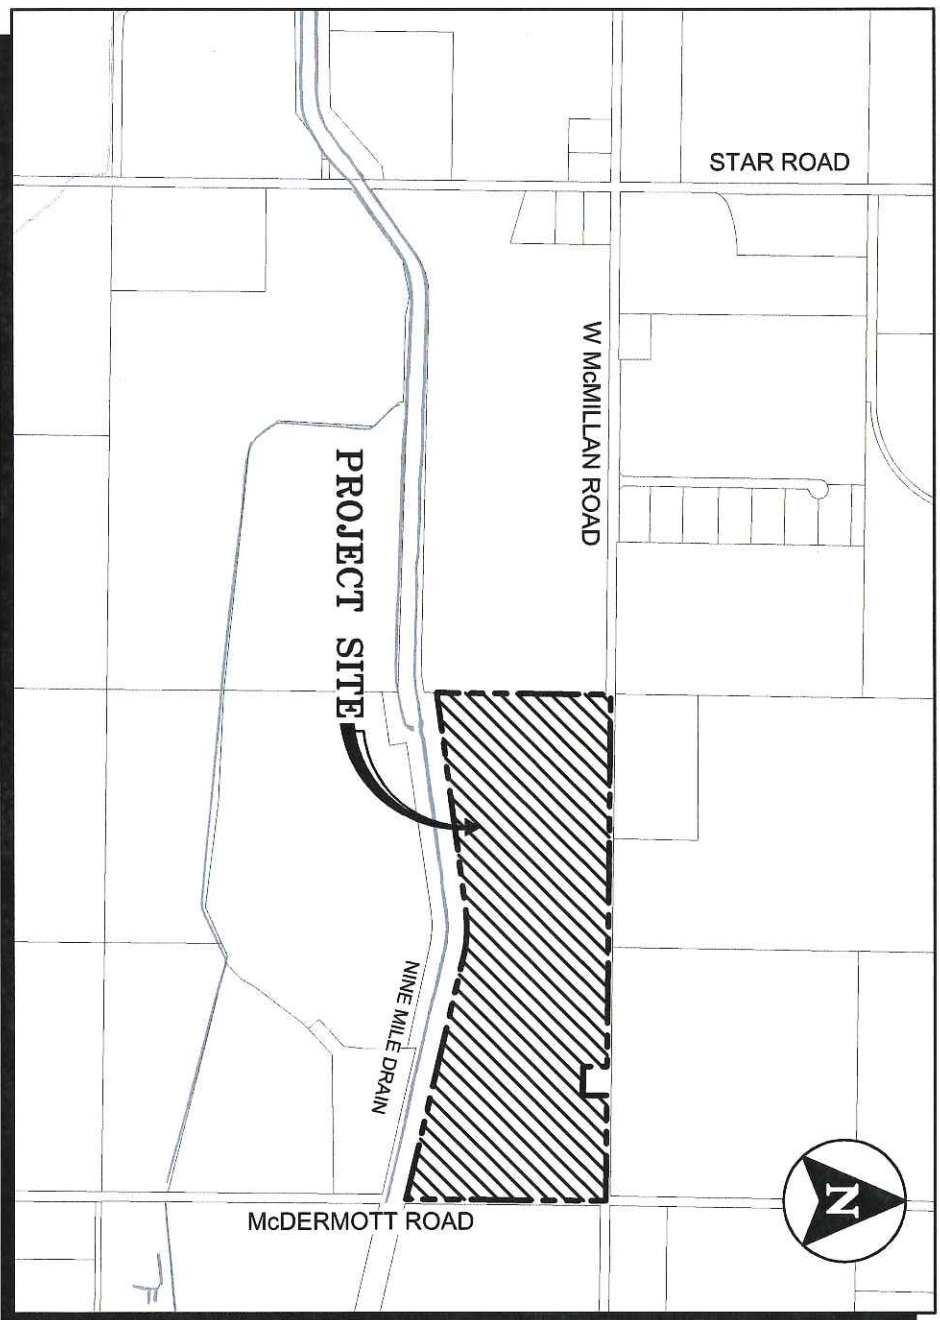 STAR ROAD
W McMILLAN ROAD
PROJECT SITE
NINE MILE DRAIN
McDERMOTT ROAD
N